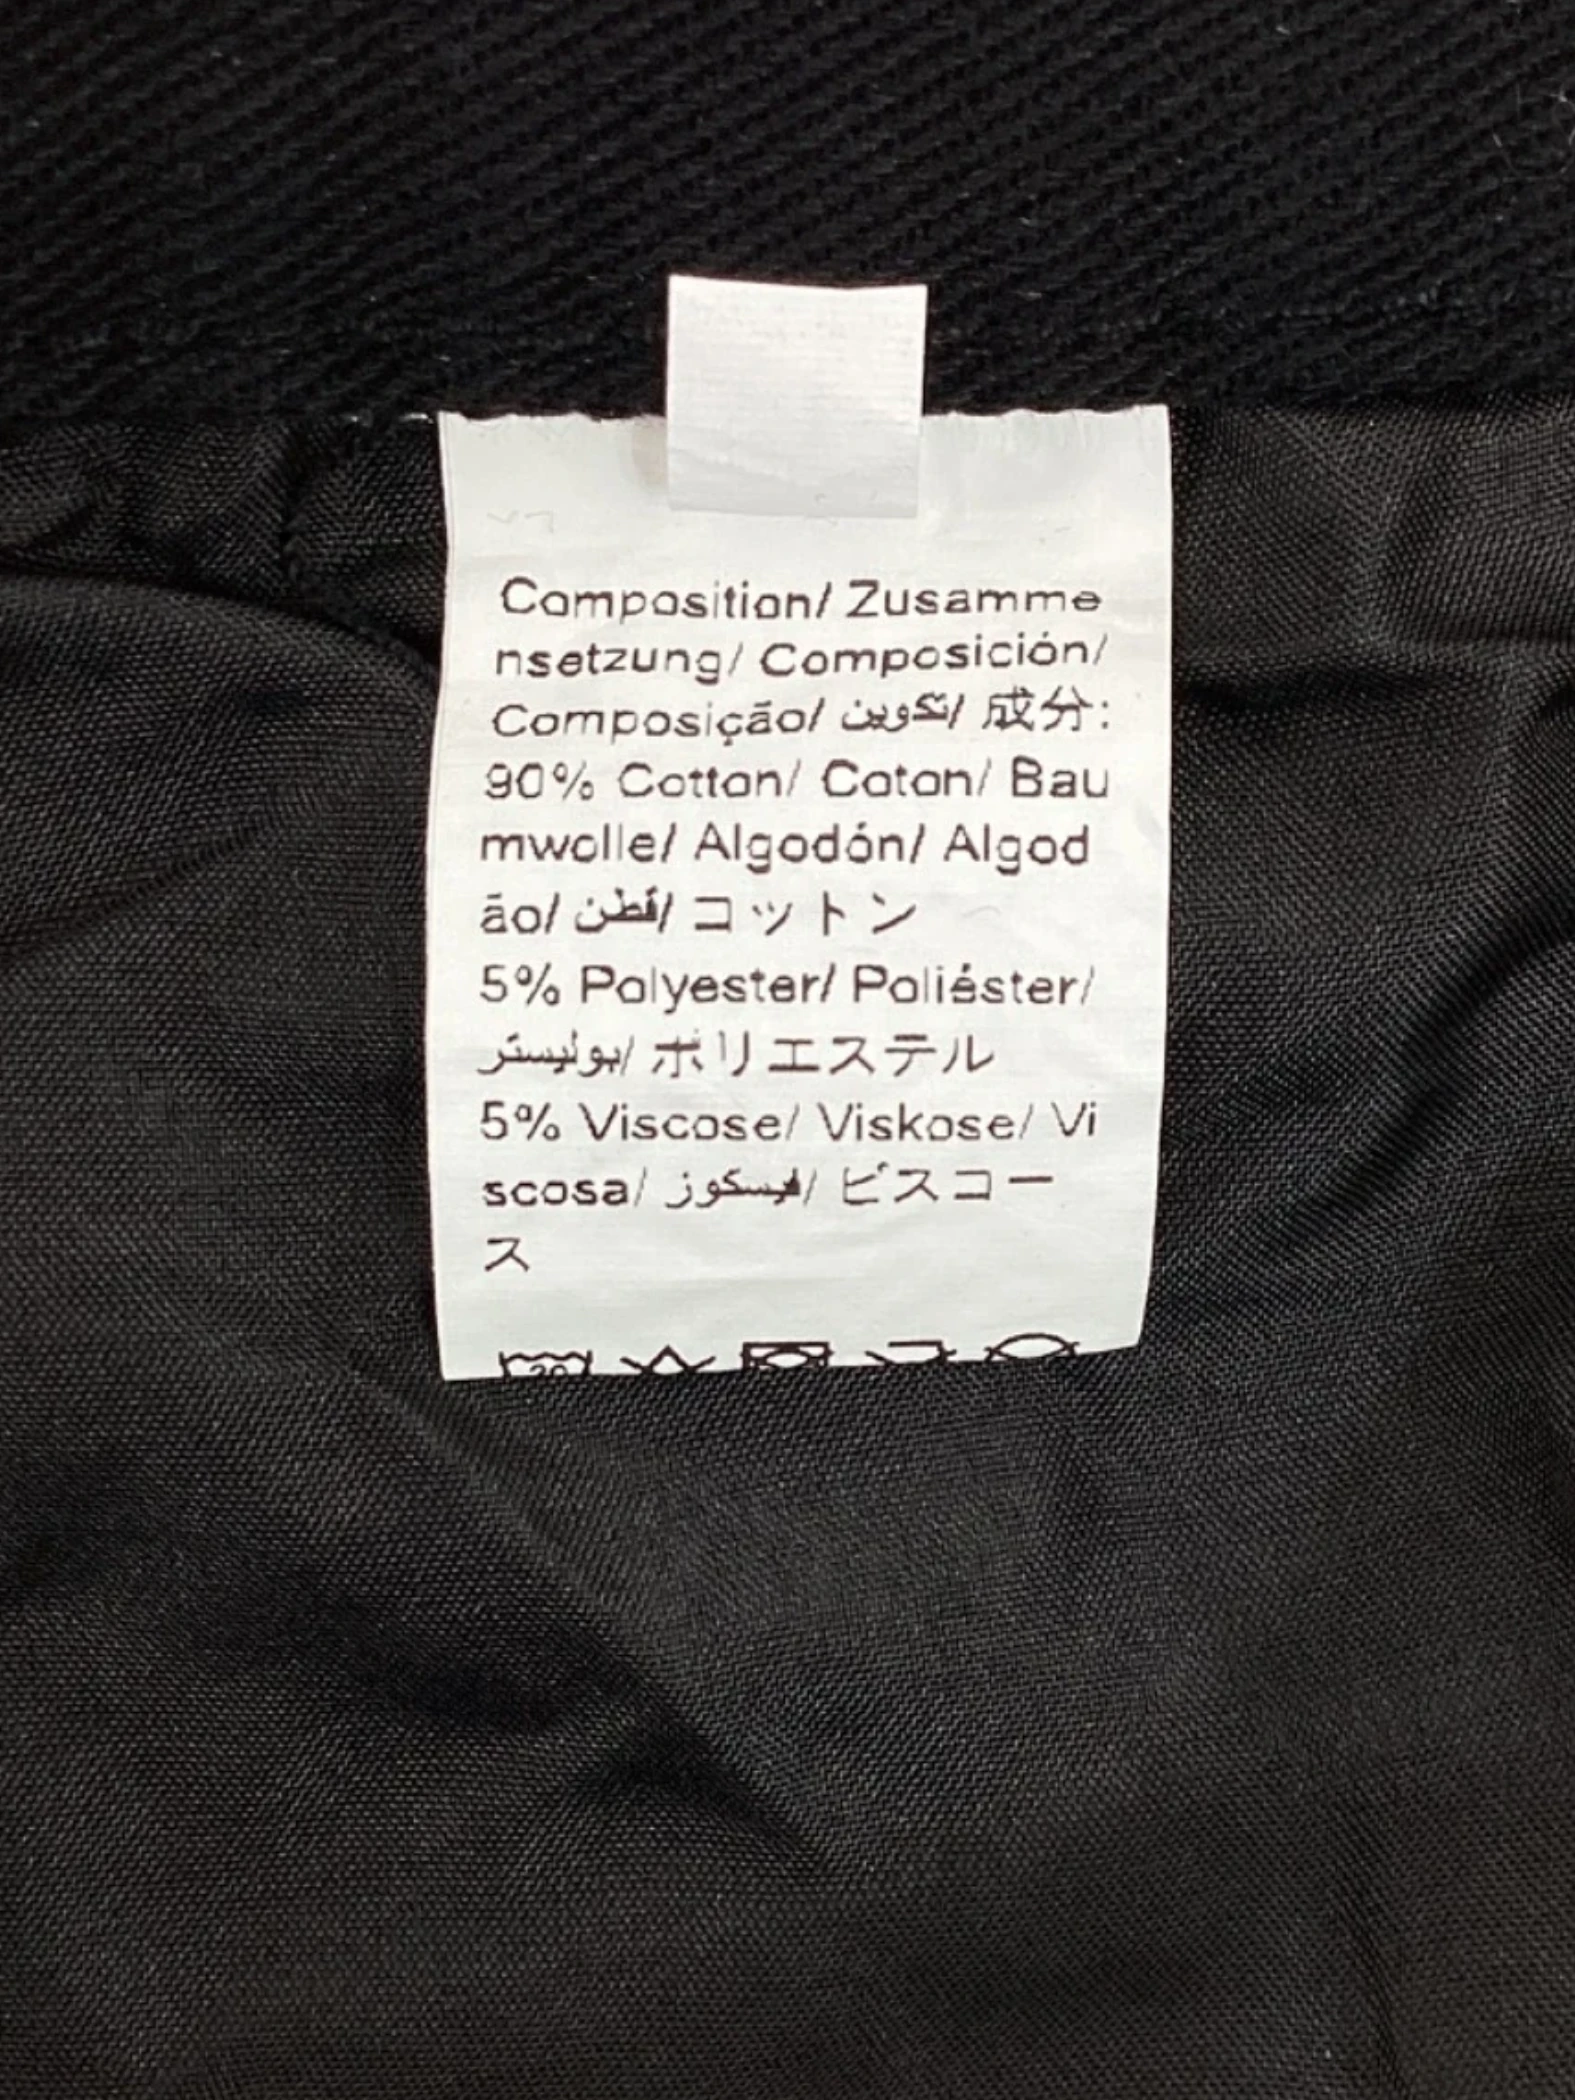 Composition/ Zusamme
nsetzung/ Composición/
Composição/ تكوين/ 成分:
90% Cotton/ Coton/ Bau
mwolle/ Algodón/ Algod
ão/ قطن/ コットン
5% Polyester/ Poliéster/
بوليستر/ ポリエステル
5% Viscose/ Viskose/ Vi
scosa/ فيسكوز/ ビスコー
ス